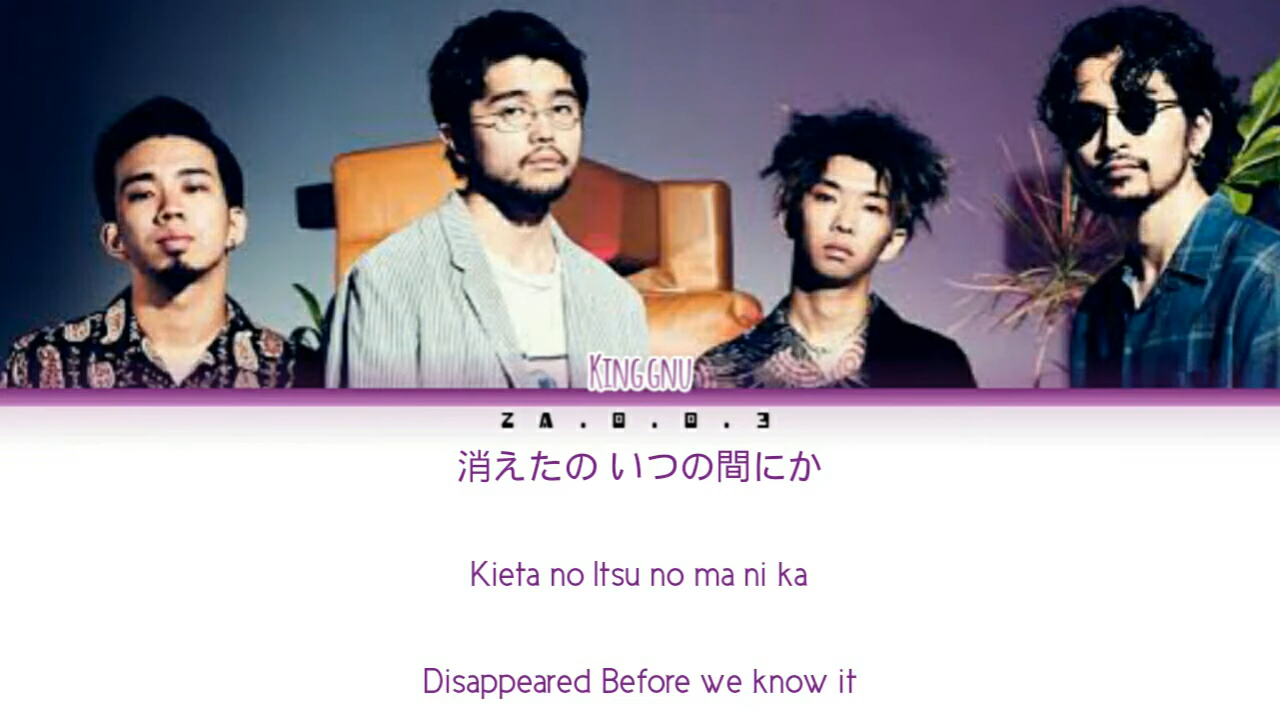 KING GNU
Z A . 0 . 0 . 3
消えたの いつの間にか
Kieta no Itsu no ma ni ka
Disappeared Before we know it